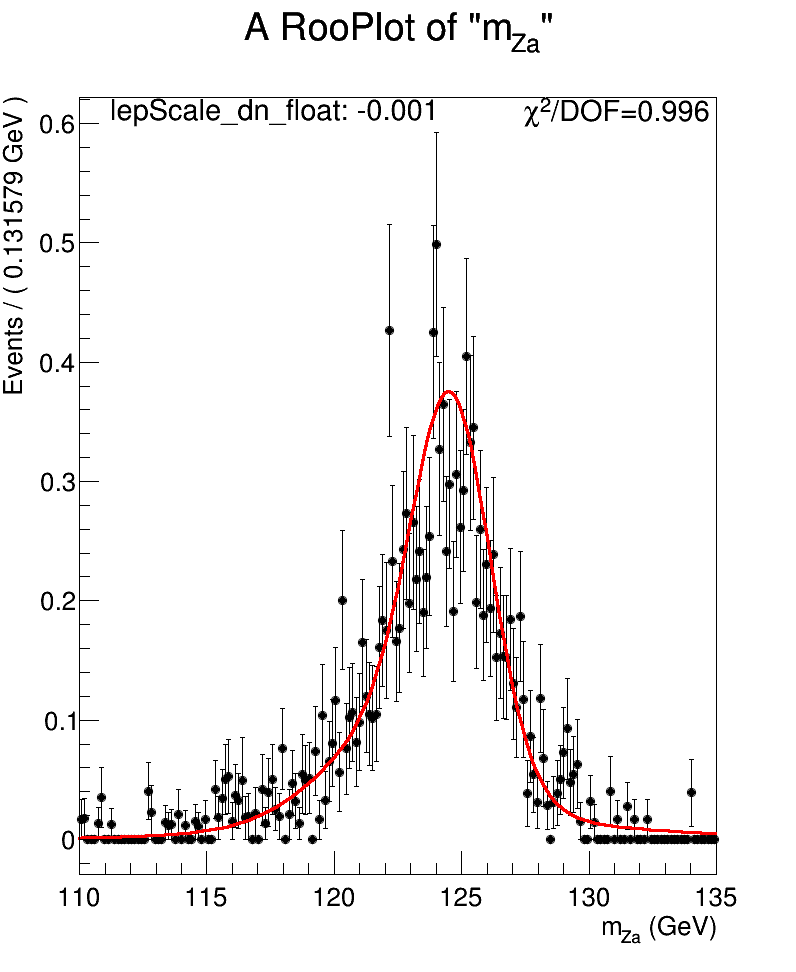 A RooPlot of "m_Za"
lepScale_dn_float: -0.001
χ²/DOF=0.996
Events / ( 0.131579 GeV )
0.6
0.5
0.4
0.3
0.2
0.1
0
110 115 120 125 130 135
m_Za (GeV)